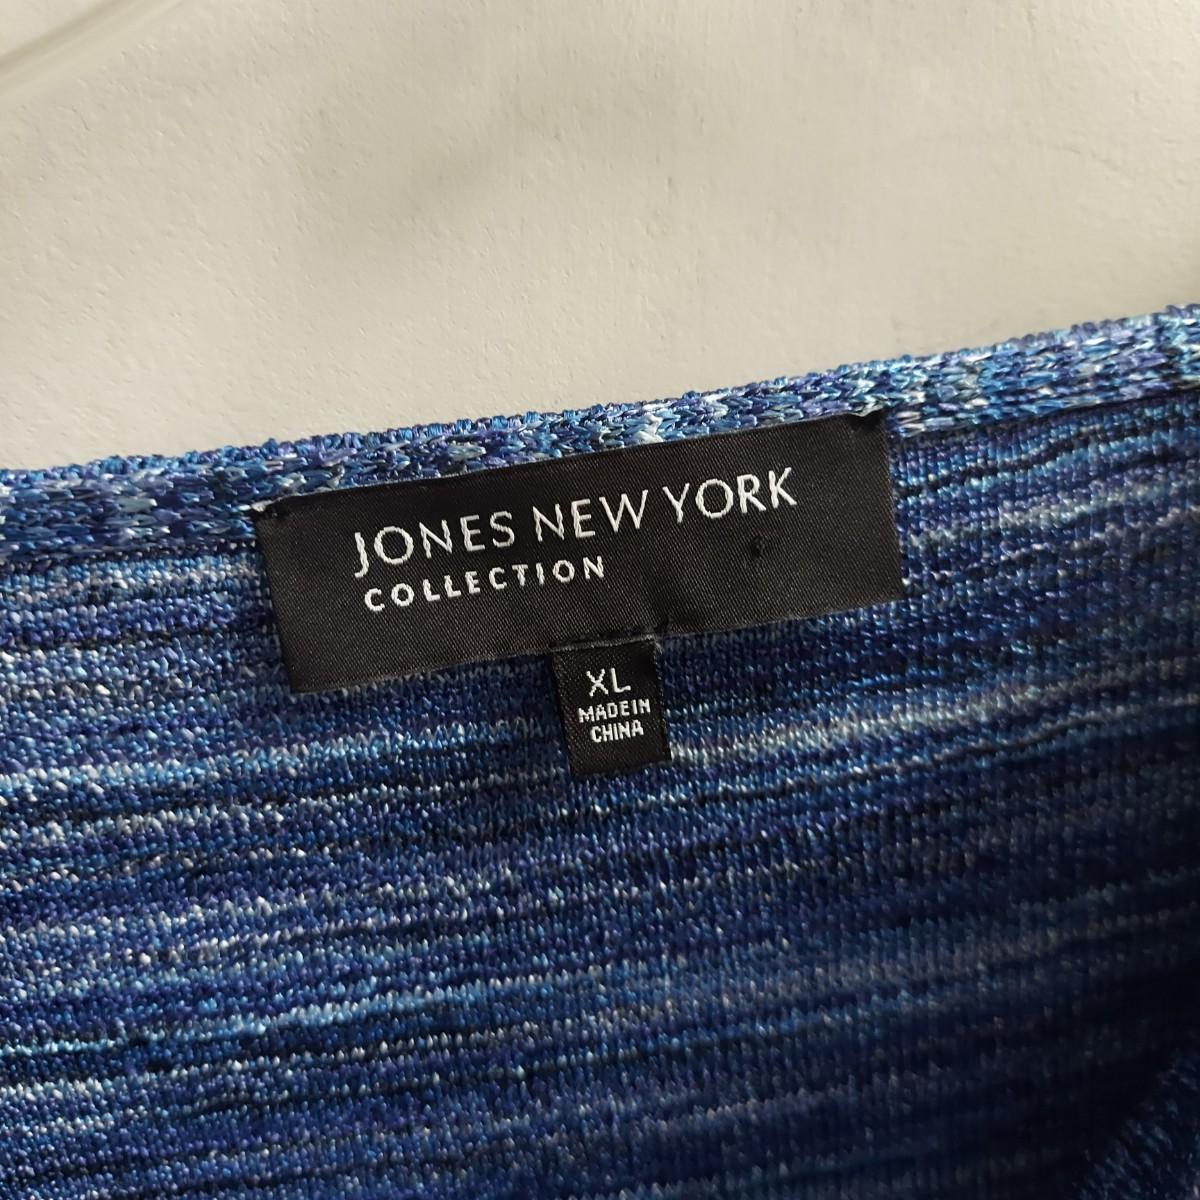 JONES NEW YORK
COLLECTION
XL
MADE IN
CHINA